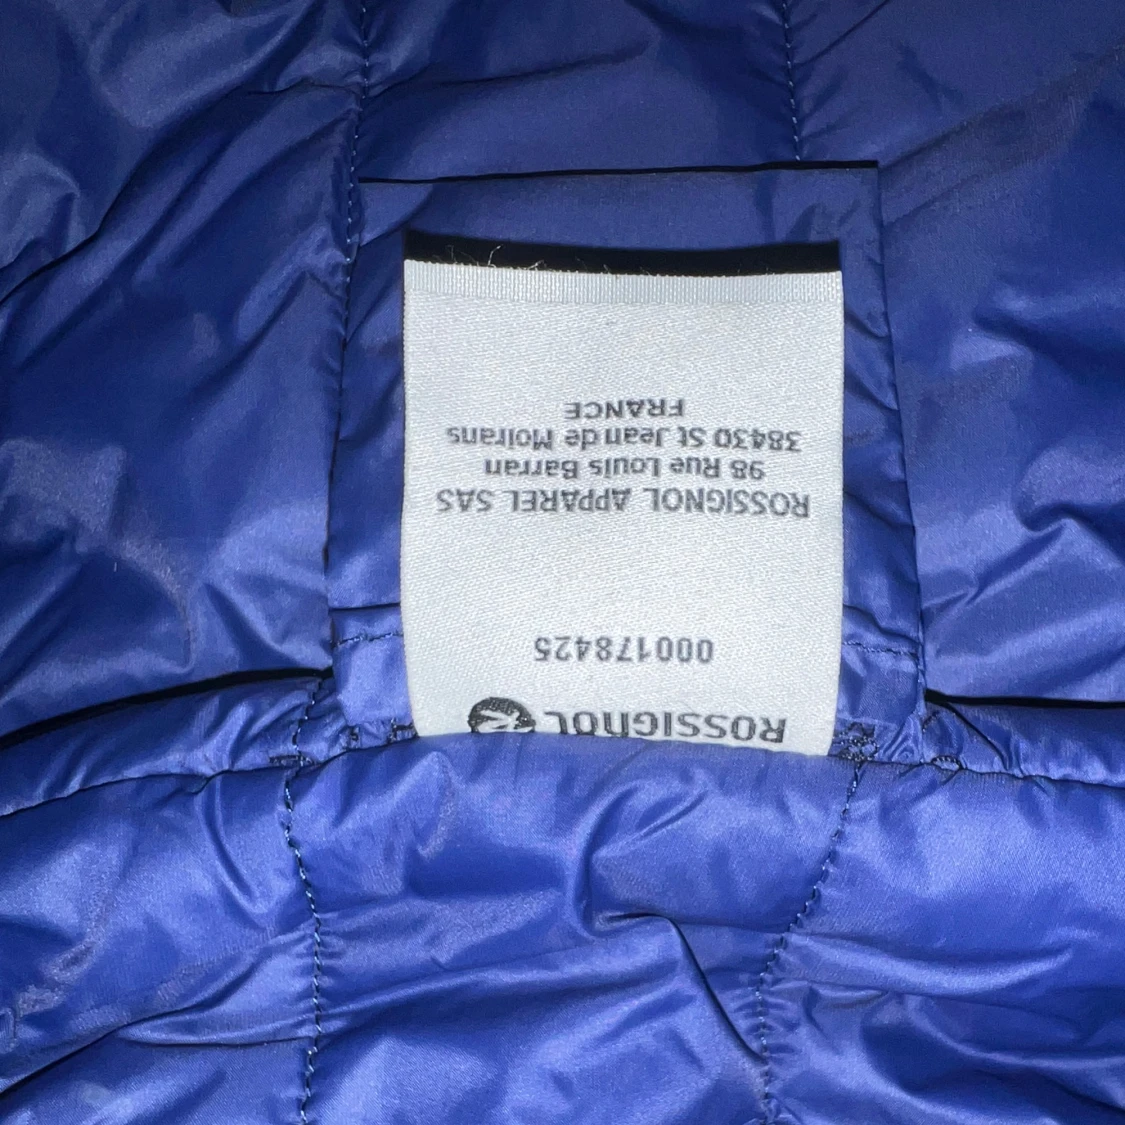 ROSSIGNOL
000178425
ROSSIGNOL APPAREL SAS
98 Rue Louis Barran
38430 St Jean de Moirans
FRANCE